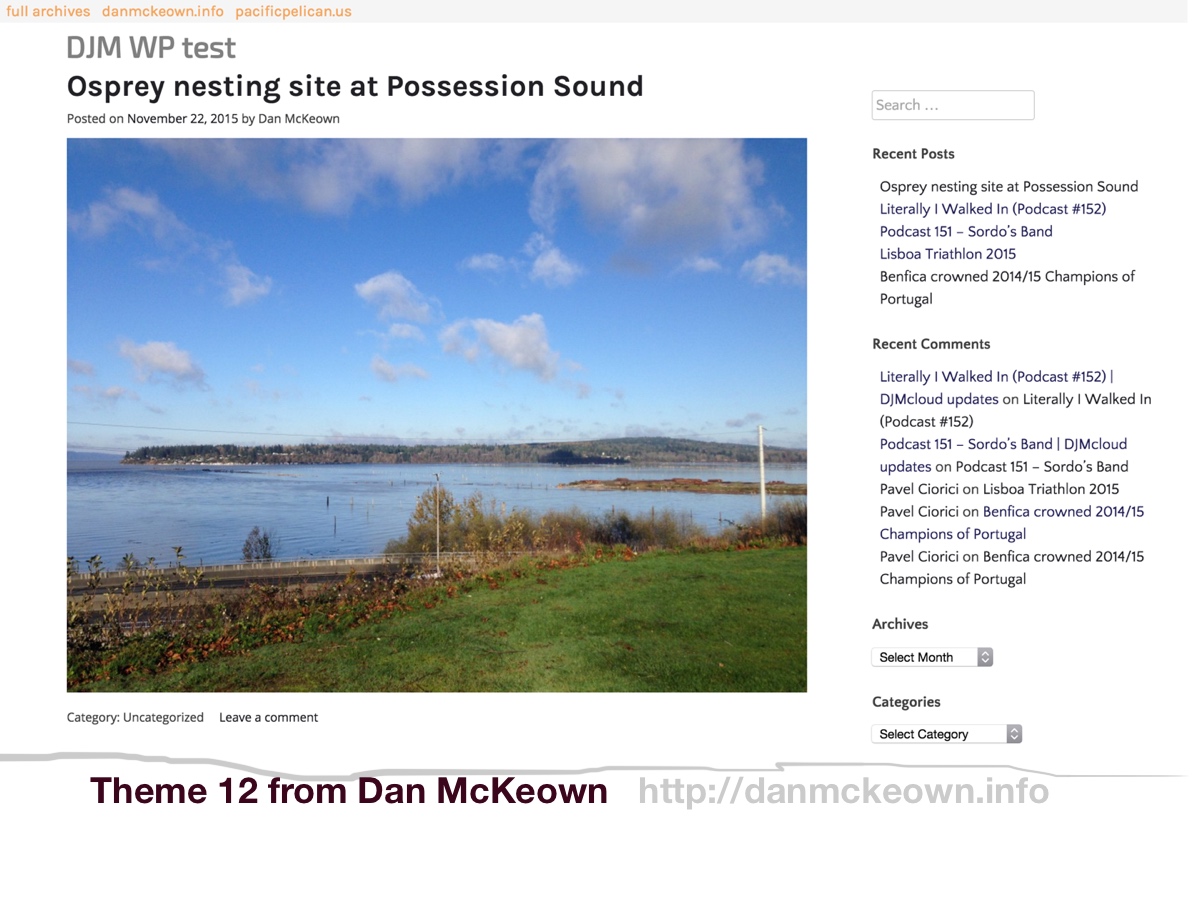 full archives danmckeown.info pacificpelican.us
DJM WP test
Osprey nesting site at Possession Sound
Posted on November 22, 2015 by Dan McKeown
Category: Uncategorized Leave a comment
Search ...
Recent Posts
Osprey nesting site at Possession Sound
Literally I Walked In (Podcast #152)
Podcast 151 – Sordo's Band
Lisboa Triathlon 2015
Benfica crowned 2014/15 Champions of
Portugal
Recent Comments
Literally I Walked In (Podcast #152) |
DJMcloud updates on Literally I Walked In
(Podcast #152)
Podcast 151 – Sordo's Band | DJMcloud
updates on Podcast 151 – Sordo's Band
Pavel Ciorici on Lisboa Triathlon 2015
Pavel Ciorici on Benfica crowned 2014/15
Champions of Portugal
Pavel Ciorici on Benfica crowned 2014/15
Champions of Portugal
Archives
Select Month
Categories
Select Category
Theme 12 from Dan McKeown http://danmckeown.info